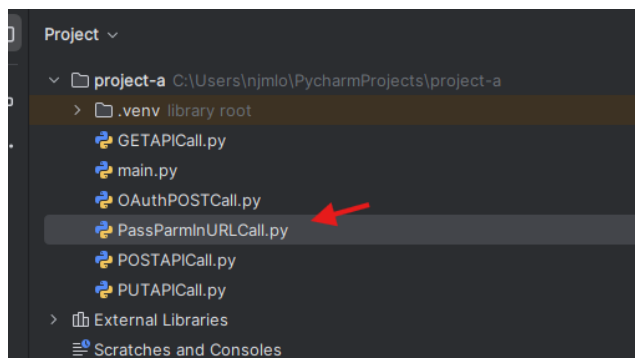 Project
project-a C:\Users\njmlo\PycharmProjects\project-a
.venv library root
GETAPICall.py
main.py
OAuthPOSTCall.py
PassParmInURLCall.py
POSTAPICall.py
PUTAPICall.py
External Libraries
Scratches and Consoles